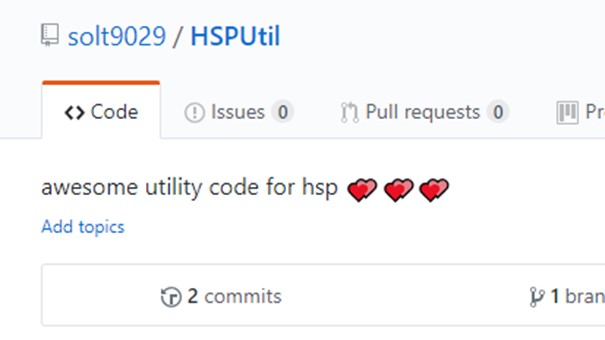 solt9029 / HSPUtil
Code Issues 0 Pull requests 0 Pr
awesome utility code for hsp 💕💕💕
Add topics
2 commits 1 bran